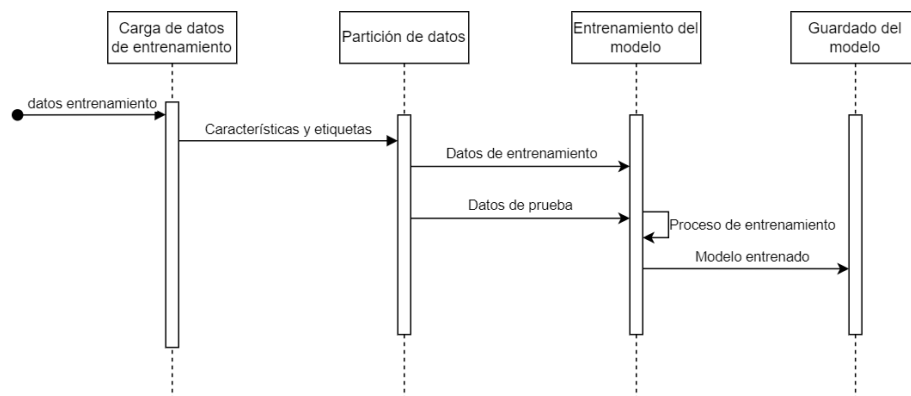 Carga de datos
de entrenamiento
Partición de datos
Entrenamiento del
modelo
Guardado del
modelo
datos entrenamiento
Características y etiquetas
Datos de entrenamiento
Datos de prueba
Proceso de entrenamiento
Modelo entrenado